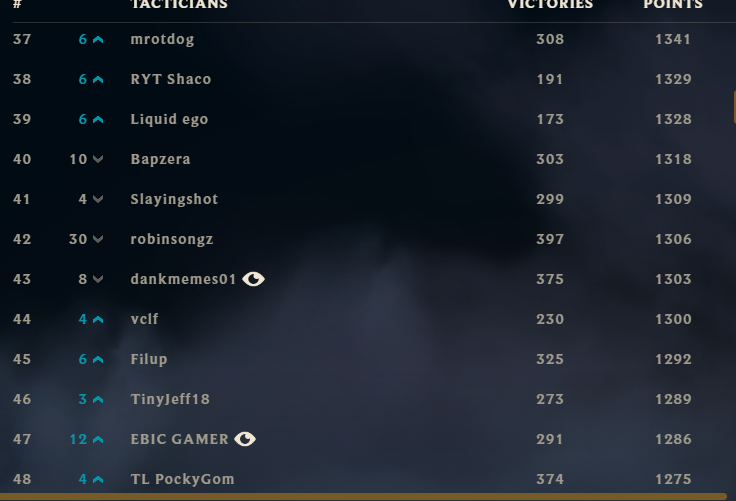 # TACTICIANS VICTORIES POINTS
37 6 mrotdog 308 1341
38 6 RYT Shaco 191 1329
39 6 Liquid ego 173 1328
40 10 Bapzera 303 1318
41 4 Slayingshot 299 1309
42 30 robinsongz 397 1306
43 8 dankmemes01 375 1303
44 4 vclf 230 1300
45 6 Filup 325 1292
46 3 TinyJeff18 273 1289
47 12 EBIC GAMER 291 1286
48 4 TL PockyGom 374 1275